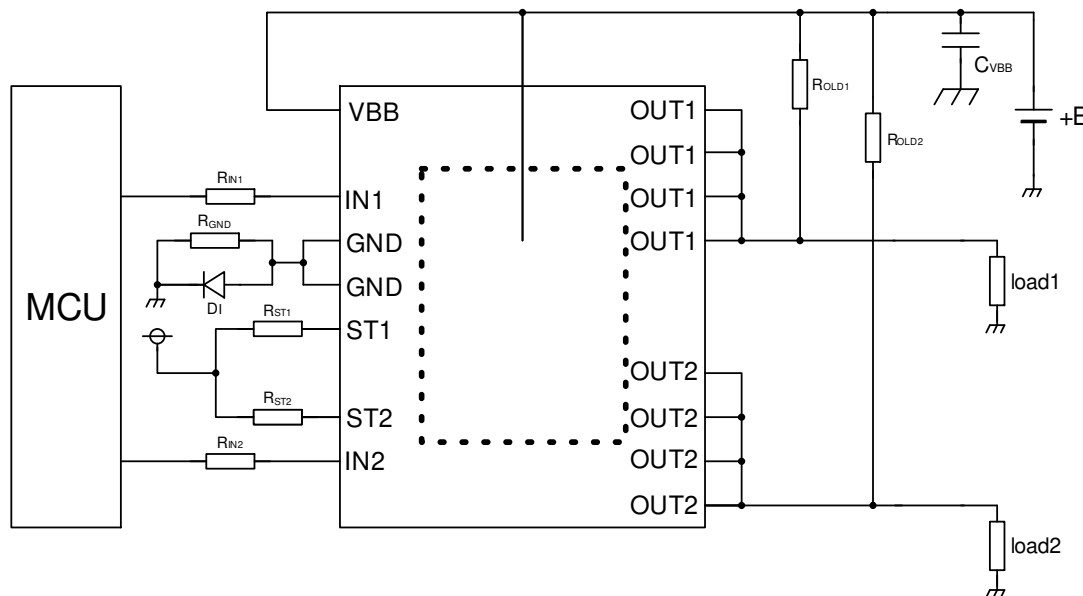 MCU
RIN1
RGND
DI
RST1
RST2
RIN2
VBB
IN1
GND
GND
ST1
ST2
IN2
OUT1
OUT1
OUT1
OUT1
OUT2
OUT2
OUT2
OUT2
ROLD1
ROLD2
CVBB
+B
load1
load2